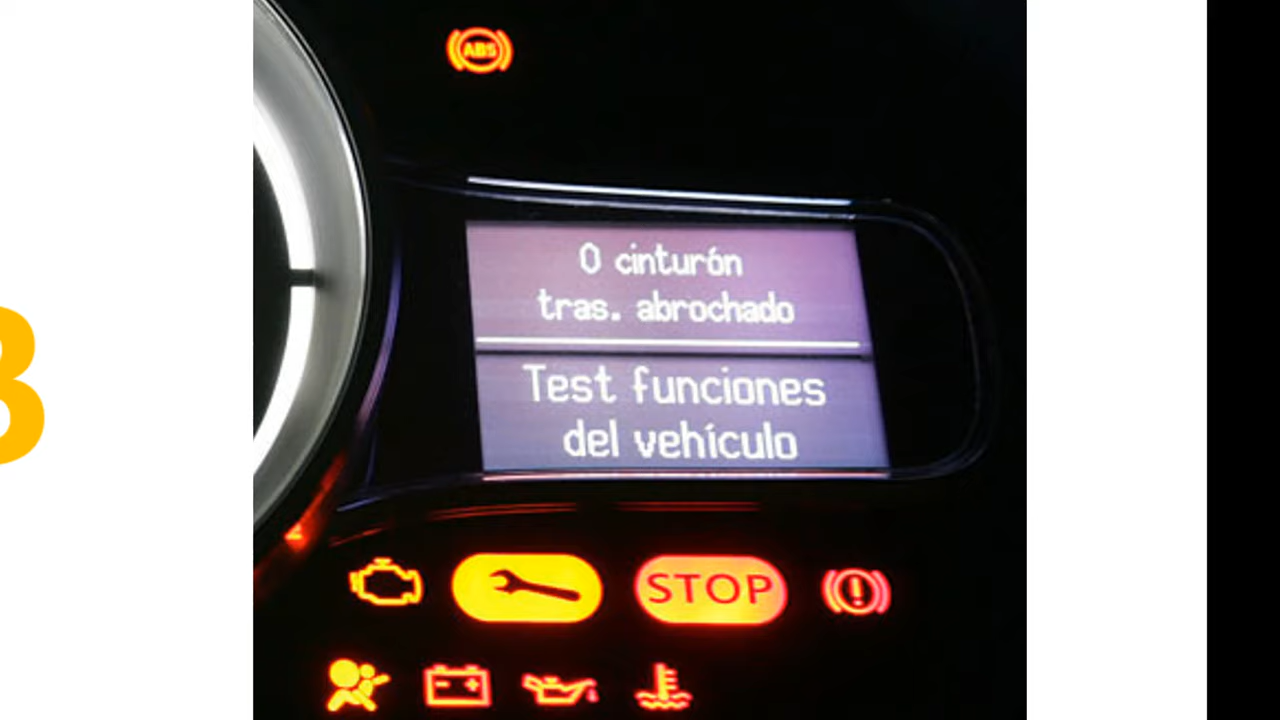 ABS
0 cinturón
tras. abrochado
Test funciones
del vehículo
STOP